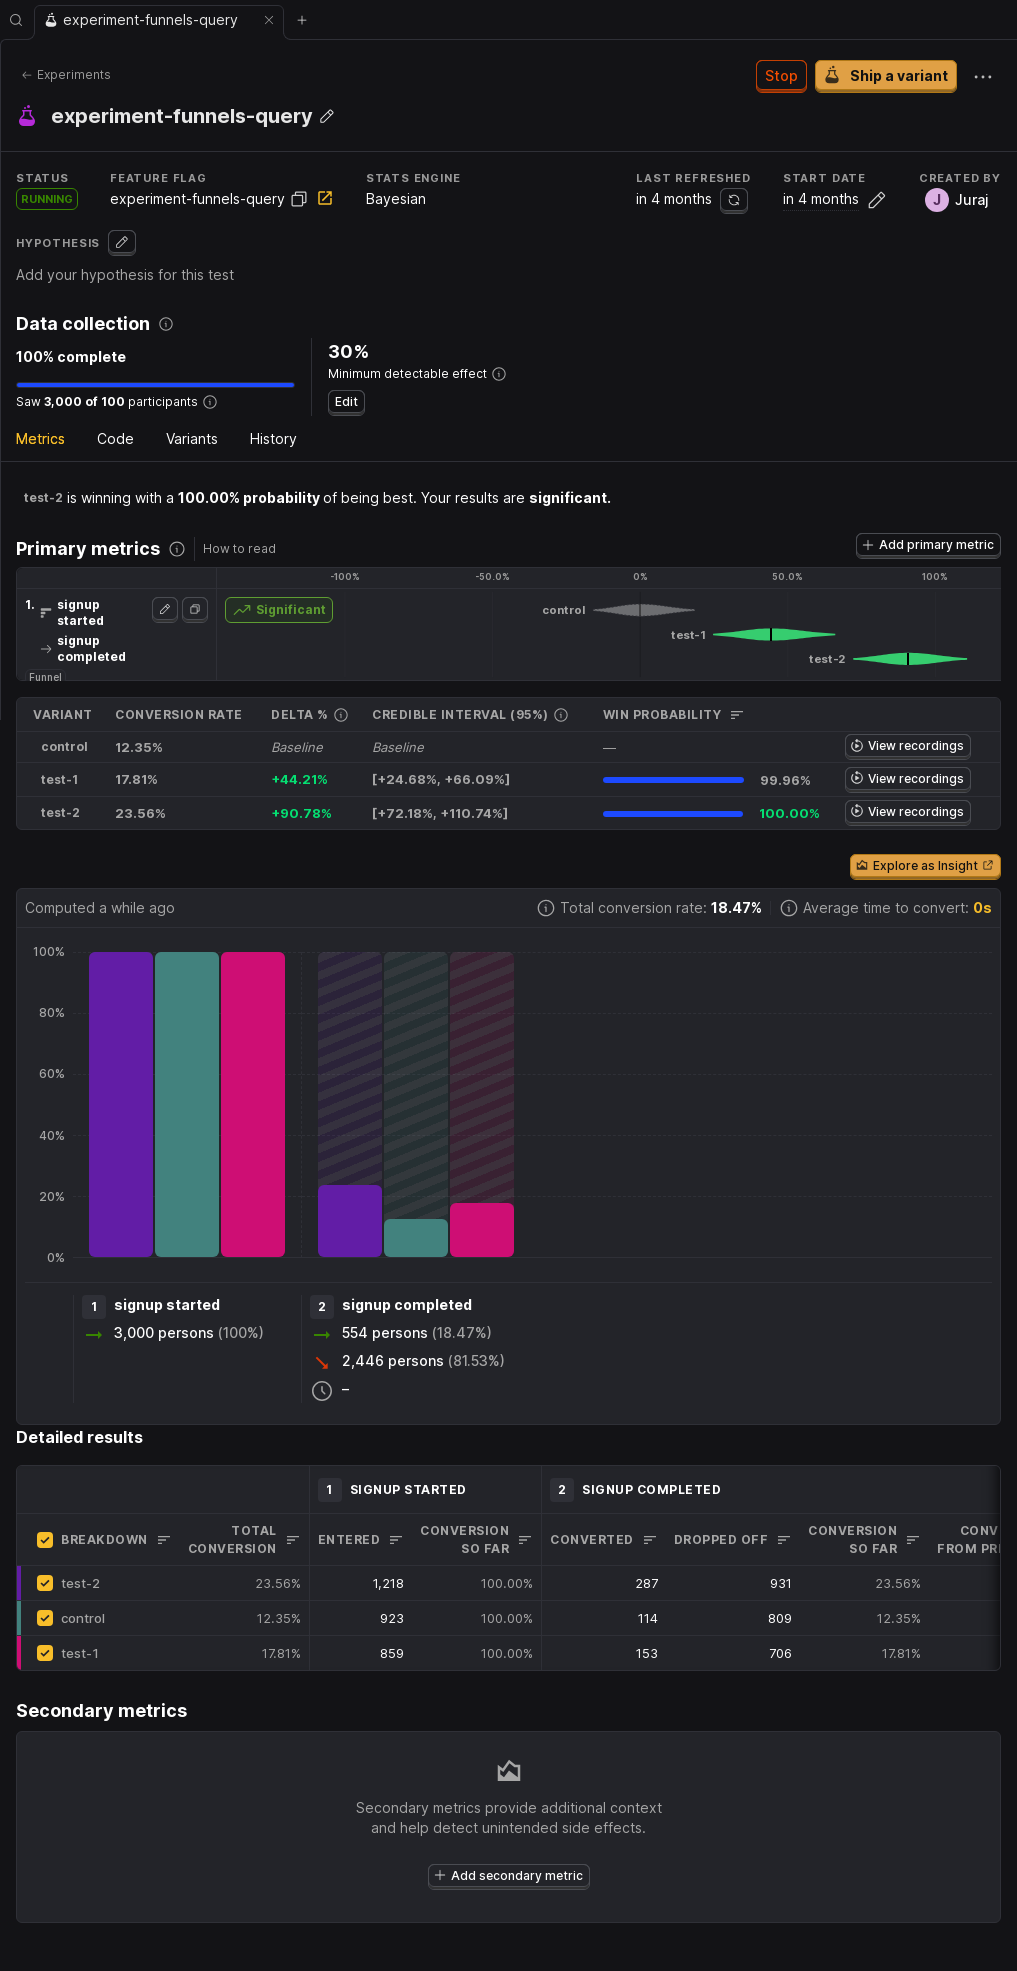 experiment-funnels-query
Experiments
Stop
Ship a variant
experiment-funnels-query
STATUS
FEATURE FLAG
STATS ENGINE
LAST REFRESHED
START DATE
CREATED BY
RUNNING
experiment-funnels-query
Bayesian
in 4 months
in 4 months
J
Juraj
HYPOTHESIS
Add your hypothesis for this test
Data collection
100% complete
30%
Minimum detectable effect
Saw 3,000 of 100 participants
Edit
Metrics
Code
Variants
History
test-2 is winning with a 100.00% probability of being best. Your results are significant.
Primary metrics
How to read
Add primary metric
-100%
-50.0%
0%
50.0%
100%
1.
signup started
signup completed
Funnel
Significant
control
test-1
test-2
VARIANT CONVERSION RATE DELTA % CREDIBLE INTERVAL (95%) WIN PROBABILITY
control 12.35% Baseline Baseline — View recordings
test-1 17.81% +44.21% [+24.68%, +66.09%] 99.96% View recordings
test-2 23.56% +90.78% [+72.18%, +110.74%] 100.00% View recordings
Explore as Insight
Computed a while ago
Total conversion rate: 18.47%
Average time to convert: 0s
100%
80%
60%
40%
20%
0%
1 signup started
3,000 persons (100%)
2 signup completed
554 persons (18.47%)
2,446 persons (81.53%)
–
Detailed results
1 SIGNUP STARTED
2 SIGNUP COMPLETED
BREAKDOWN
TOTAL CONVERSION
ENTERED
CONVERSION SO FAR
CONVERTED
DROPPED OFF
CONVERSION SO FAR
CONV
FROM PR
test-2 23.56% 1,218 100.00% 287 931 23.56%
control 12.35% 923 100.00% 114 809 12.35%
test-1 17.81% 859 100.00% 153 706 17.81%
Secondary metrics
Secondary metrics provide additional context
and help detect unintended side effects.
Add secondary metric